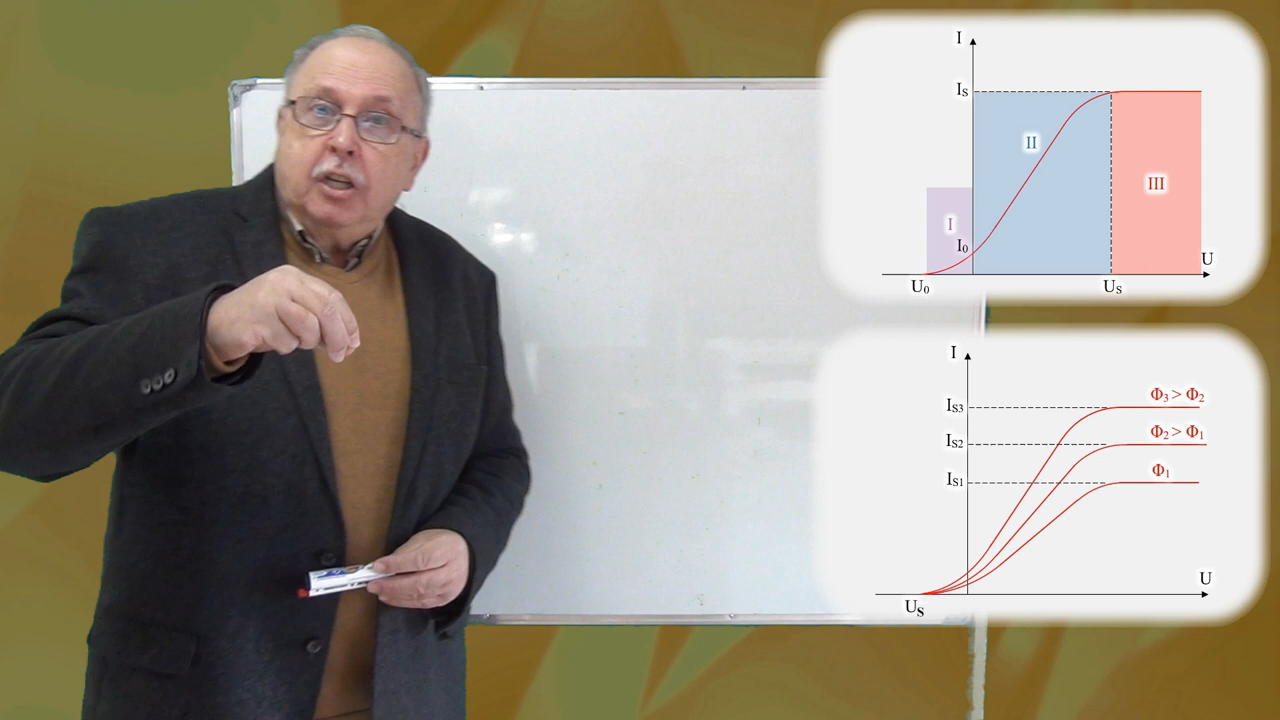 I
Is
II
III
I
I₀
U
U₀
Us
I
Is₃
Φ₃ > Φ₂
Is₂
Φ₂ > Φ₁
Is₁
Φ₁
U
Us